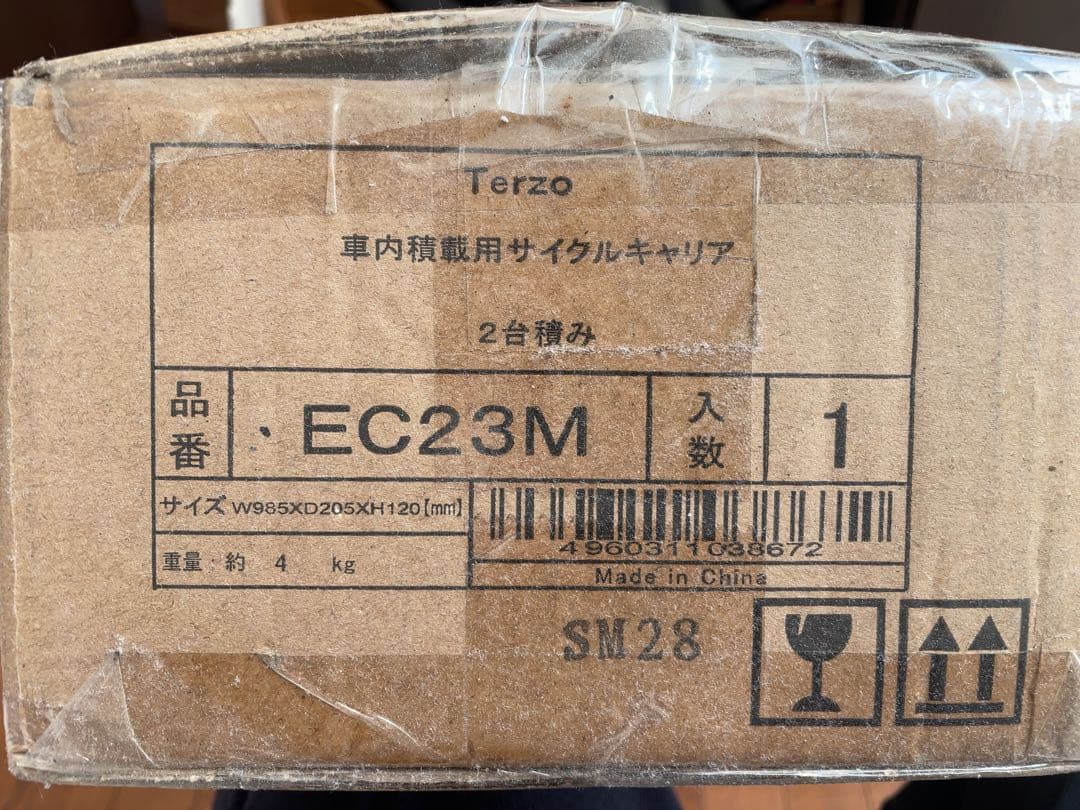 Terzo
車内積載用サイクルキャリア
2台積み
品番 EC23M 入数 1
サイズ W985XD205XH120[mm]
重量：約 4 kg
4960311038672
Made in China
SM28